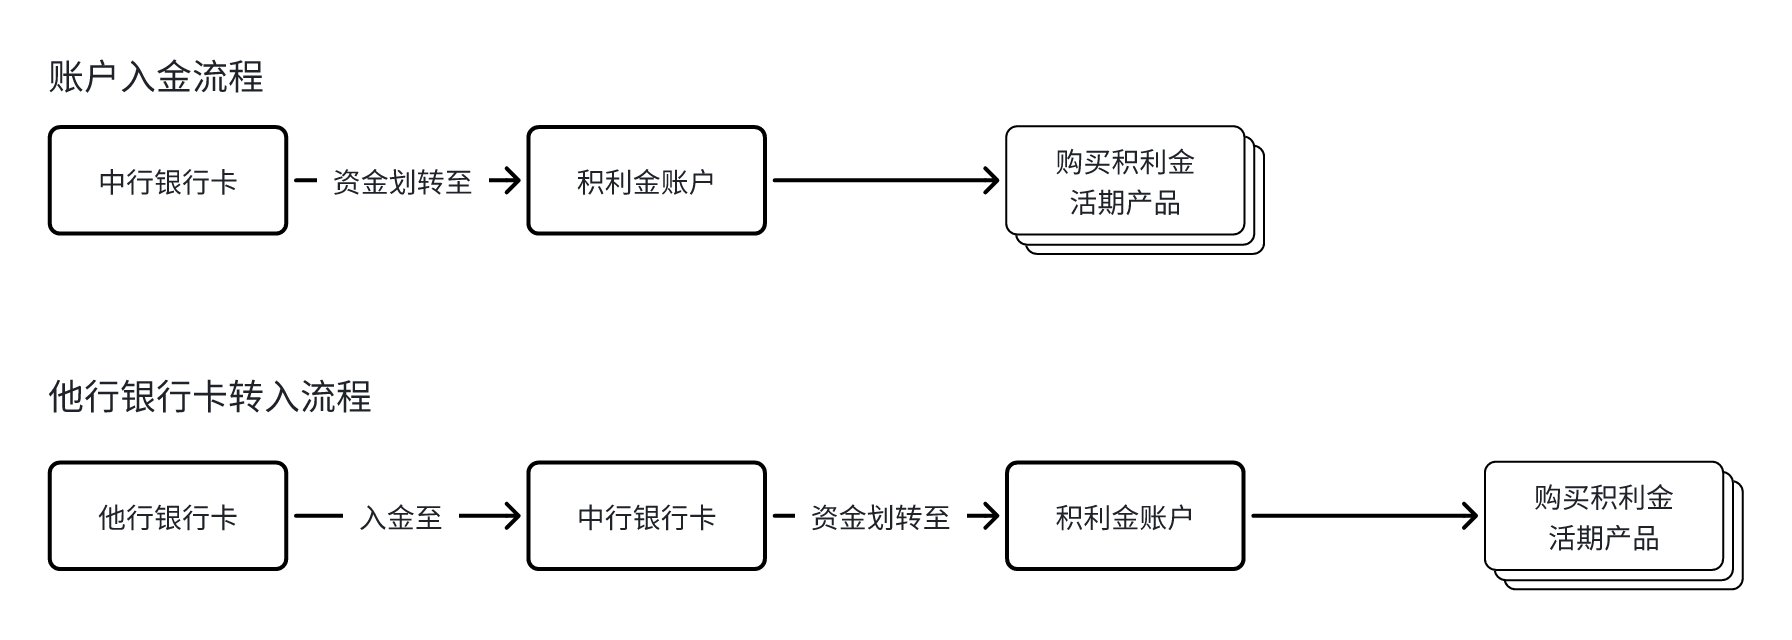 账户入金流程
中行银行卡
资金划转至
积利金账户
购买积利金
活期产品
他行银行卡转入流程
他行银行卡
入金至
中行银行卡
资金划转至
积利金账户
购买积利金
活期产品